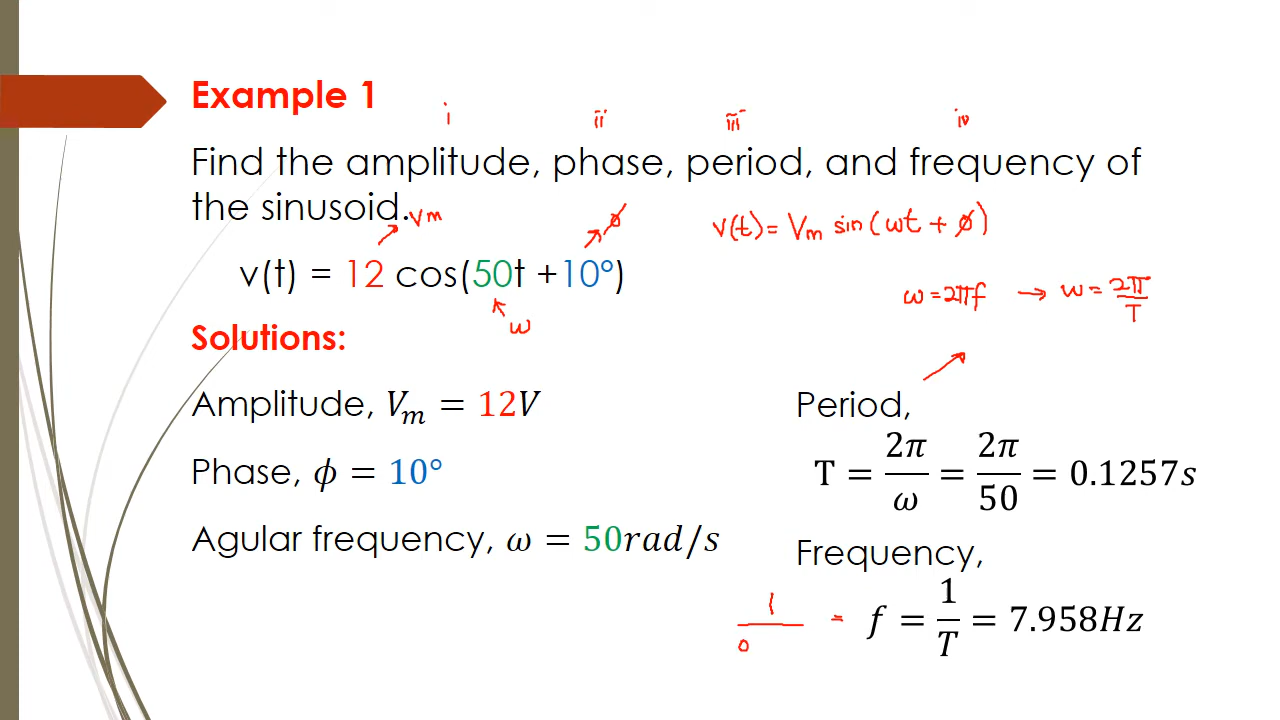 Example 1
i ii iii iv
Find the amplitude, phase, period, and frequency of
the sinusoid.
Vm ϕ v(t) = Vm sin(ωt + ϕ)
v(t) = 12 cos(50t +10°)
ω = 2πf → ω = 2π/T
ω
Solutions:
Amplitude, Vₘ = 12V
Phase, ϕ = 10°
Agular frequency, ω = 50rad/s
Period,
T = 2π/ω = 2π/50 = 0.1257s
Frequency,
1/0 = f = 1/T = 7.958Hz